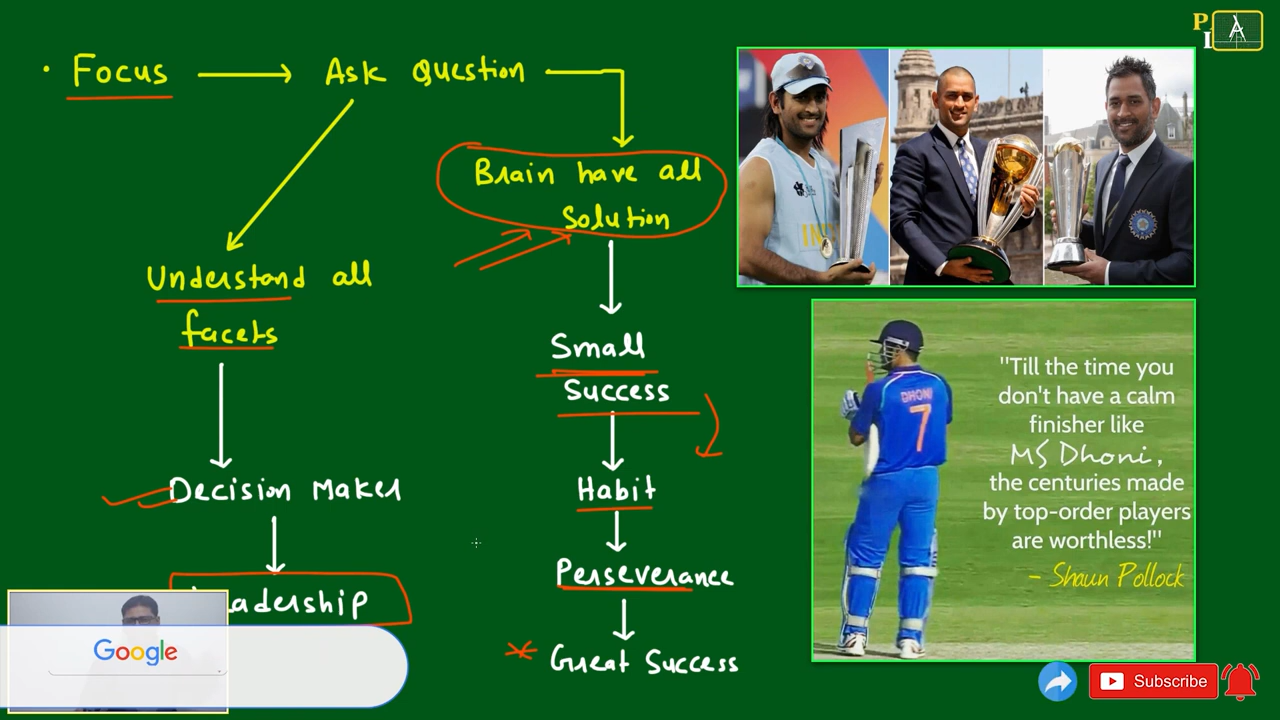 • Focus → Ask Question
Brain have all
Solution
Understand all
facets
Small
Success
Decision Maker
Habit
Perseverance
adership
Great Success
P
I
A
IN
DHONI
7
"Till the time you
don't have a calm
finisher like
MS Dhoni,
the centuries made
by top-order players
are worthless!"
– Shaun Pollock
Google
Subscribe